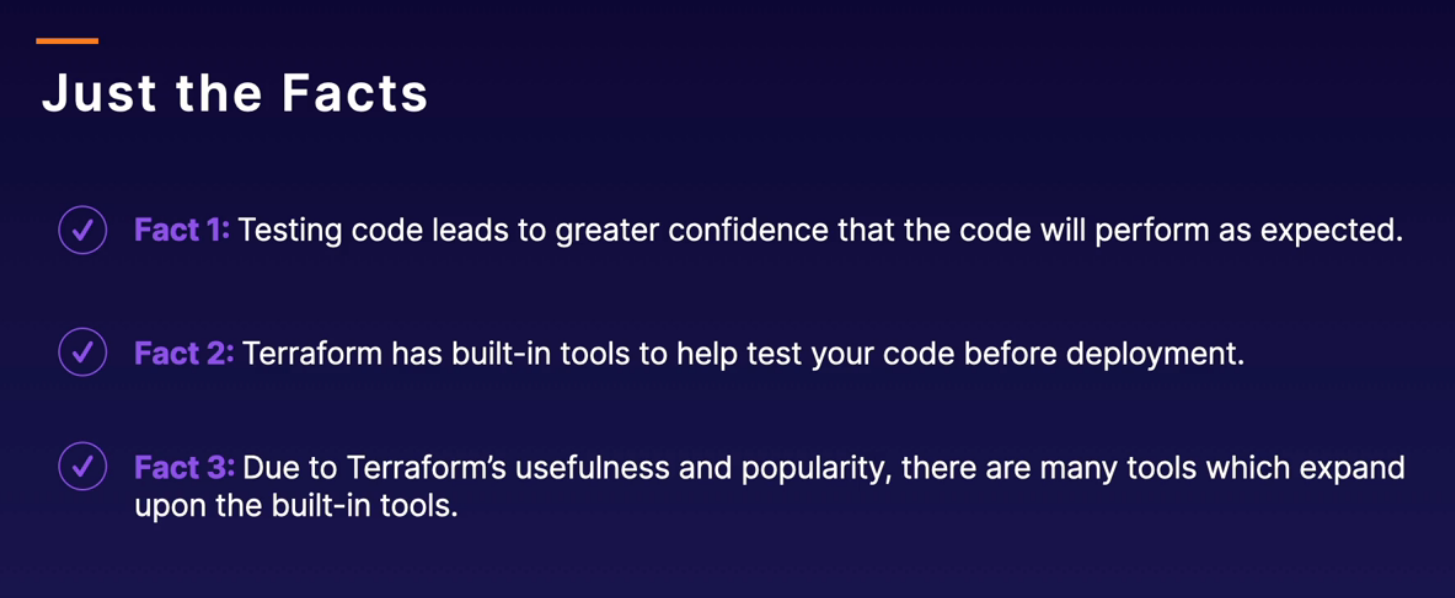 Just the Facts
Fact 1: Testing code leads to greater confidence that the code will perform as expected.
Fact 2: Terraform has built-in tools to help test your code before deployment.
Fact 3: Due to Terraform’s usefulness and popularity, there are many tools which expand
upon the built-in tools.